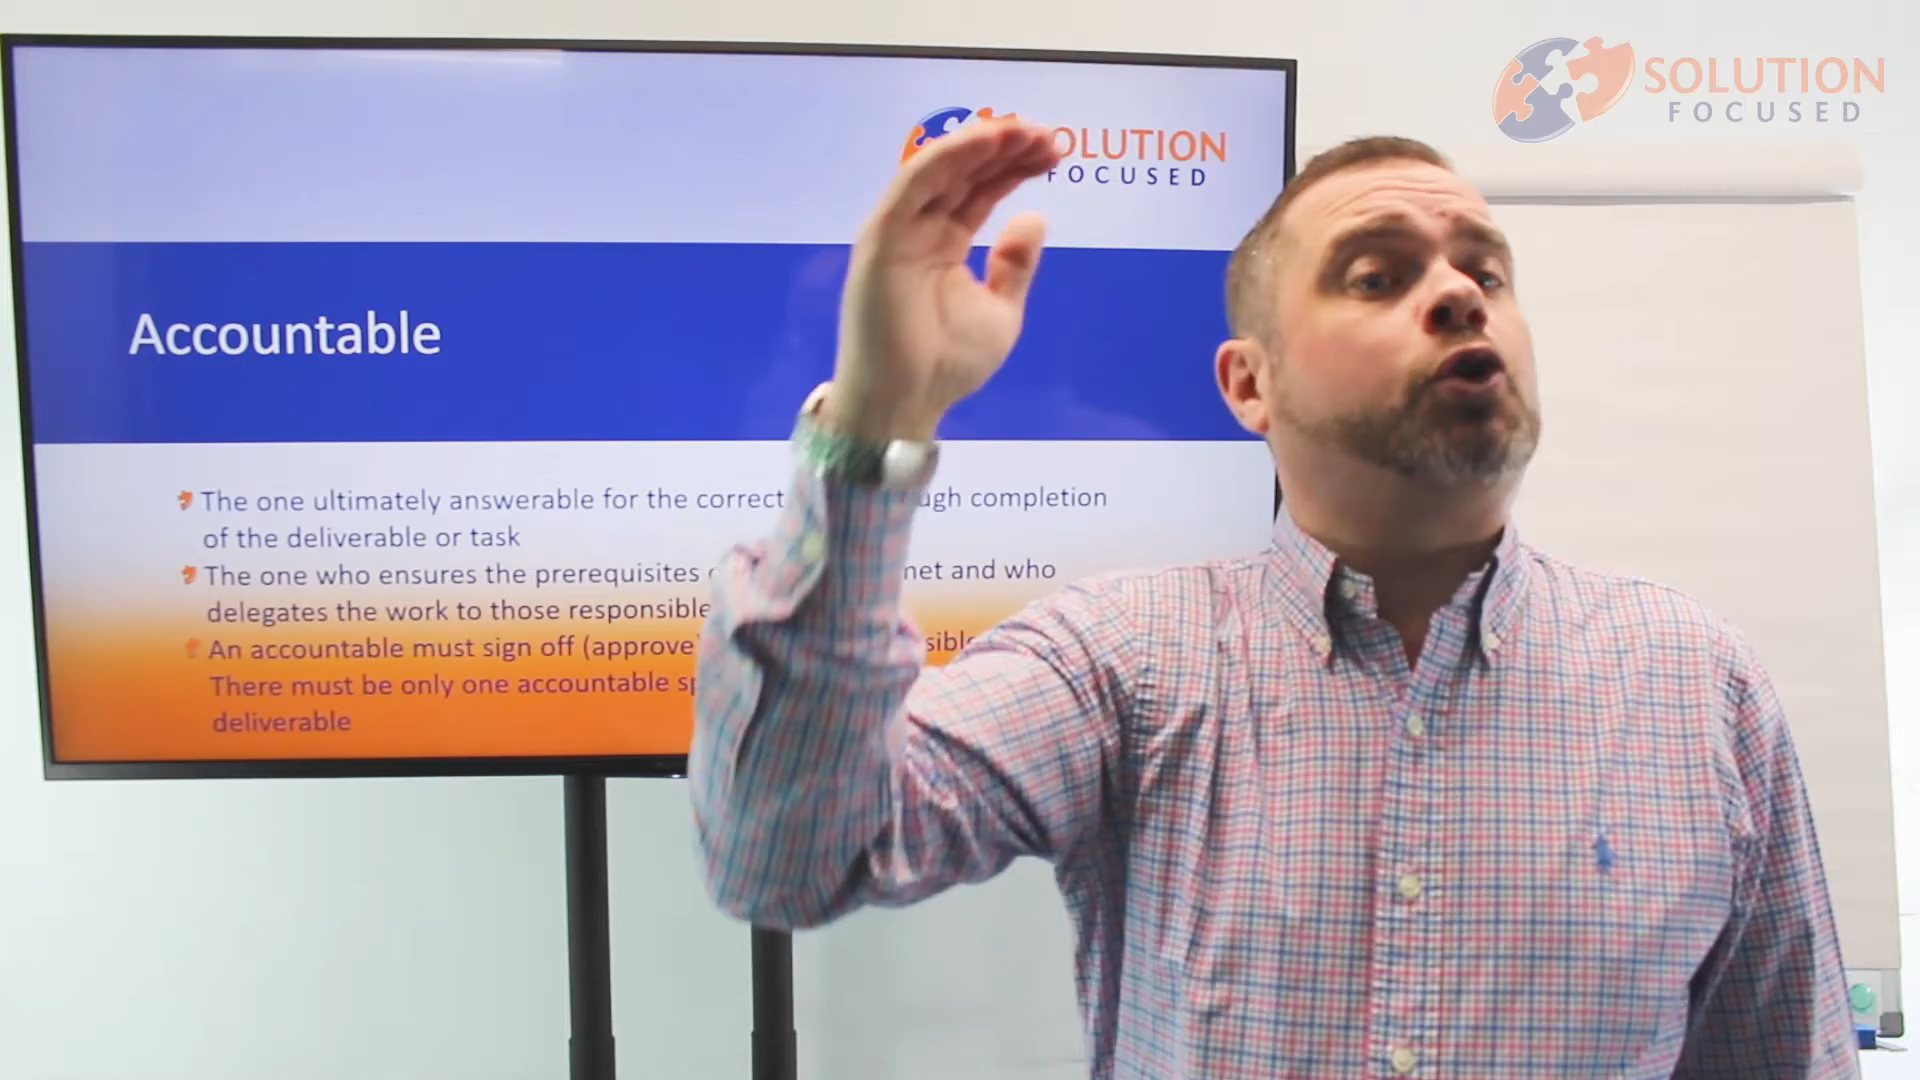 SOLUTION
FOCUSED
OLUTION
FOCUSED
Accountable
The one ultimately answerable for the correct ugh completion
of the deliverable or task
The one who ensures the prerequisites net and who
delegates the work to those responsible
An accountable must sign off (approve) sible
There must be only one accountable sp
deliverable